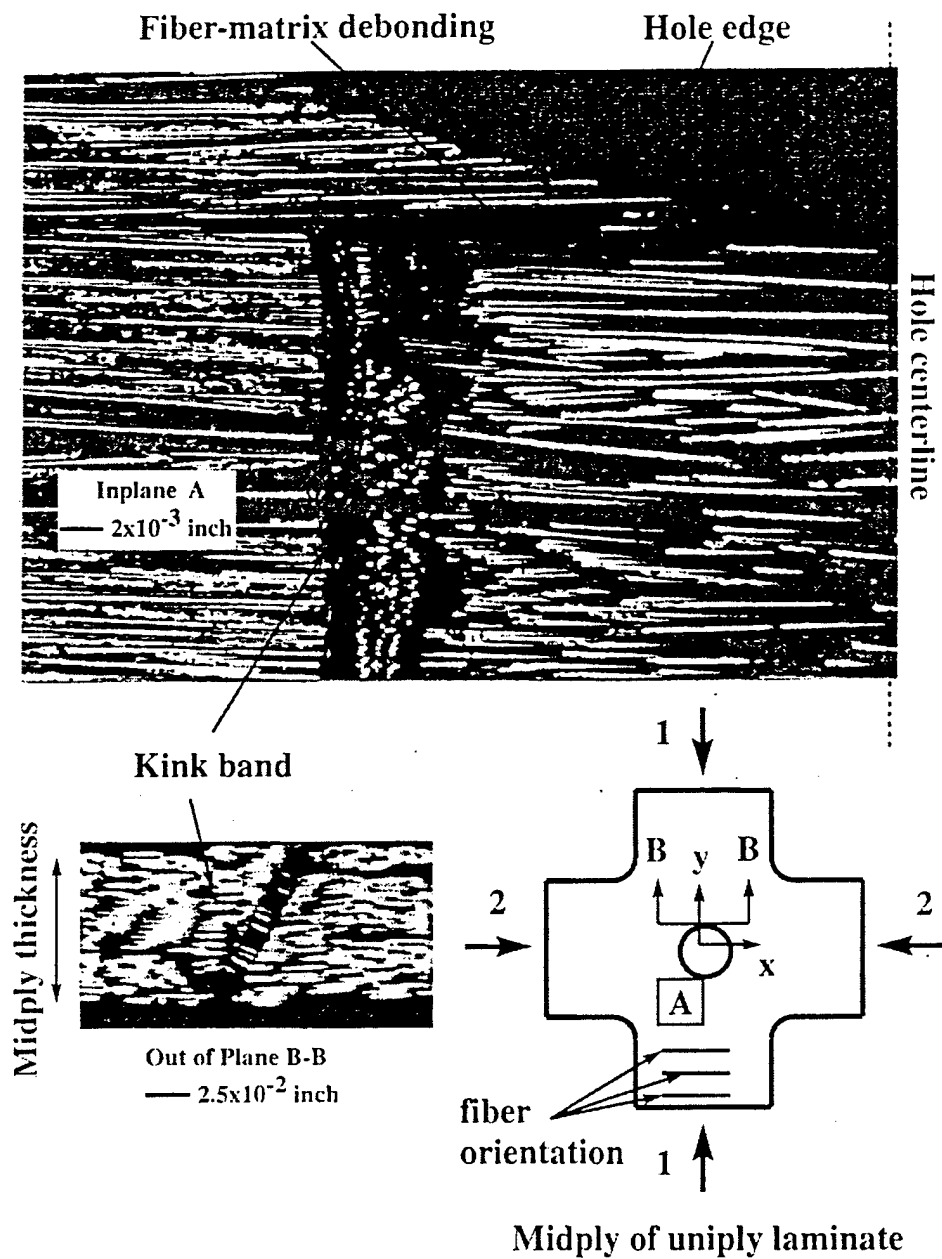 Fiber-matrix debonding
Hole edge
Hole centerline
Inplane A
2x10-3 inch
Kink band
Midply thickness
Out of Plane B-B
2.5x10-2 inch
1
B y B
2 2
x
A
fiber
orientation
1
Midply of uniply laminate